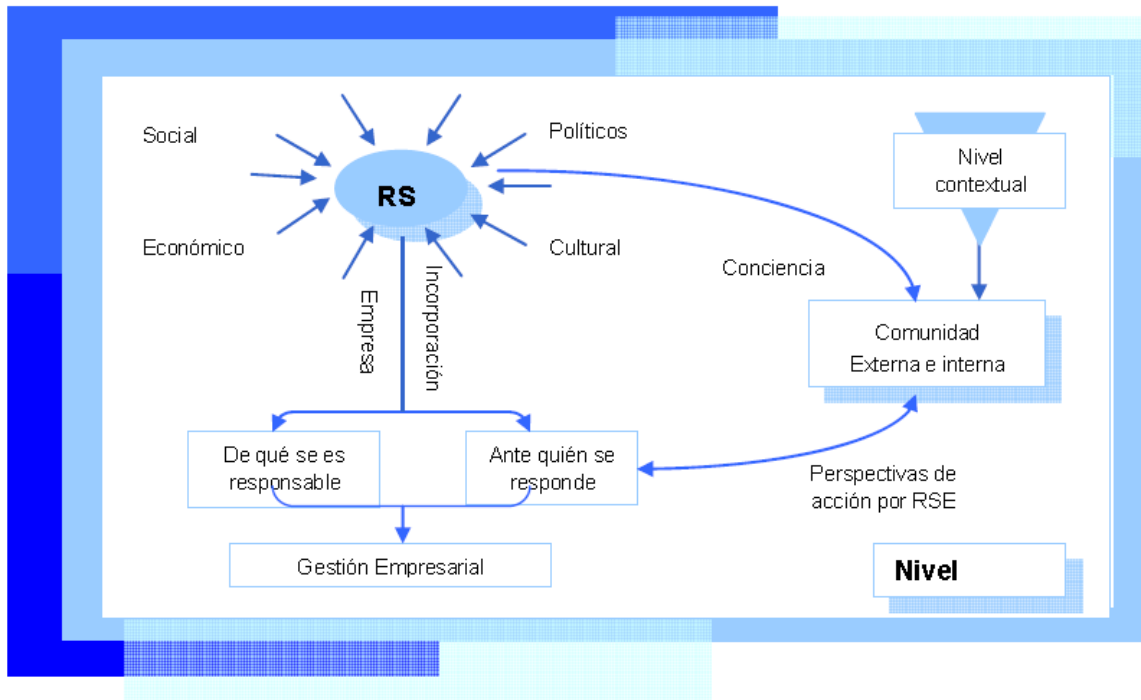 Social
Políticos
RS
Nivel
contextual
Económico
Cultural
Conciencia
Empresa
Incorporación
Comunidad
Externa e interna
De qué se es
responsable
Ante quién se
responde
Perspectivas de
acción por RSE
Gestión Empresarial
Nivel